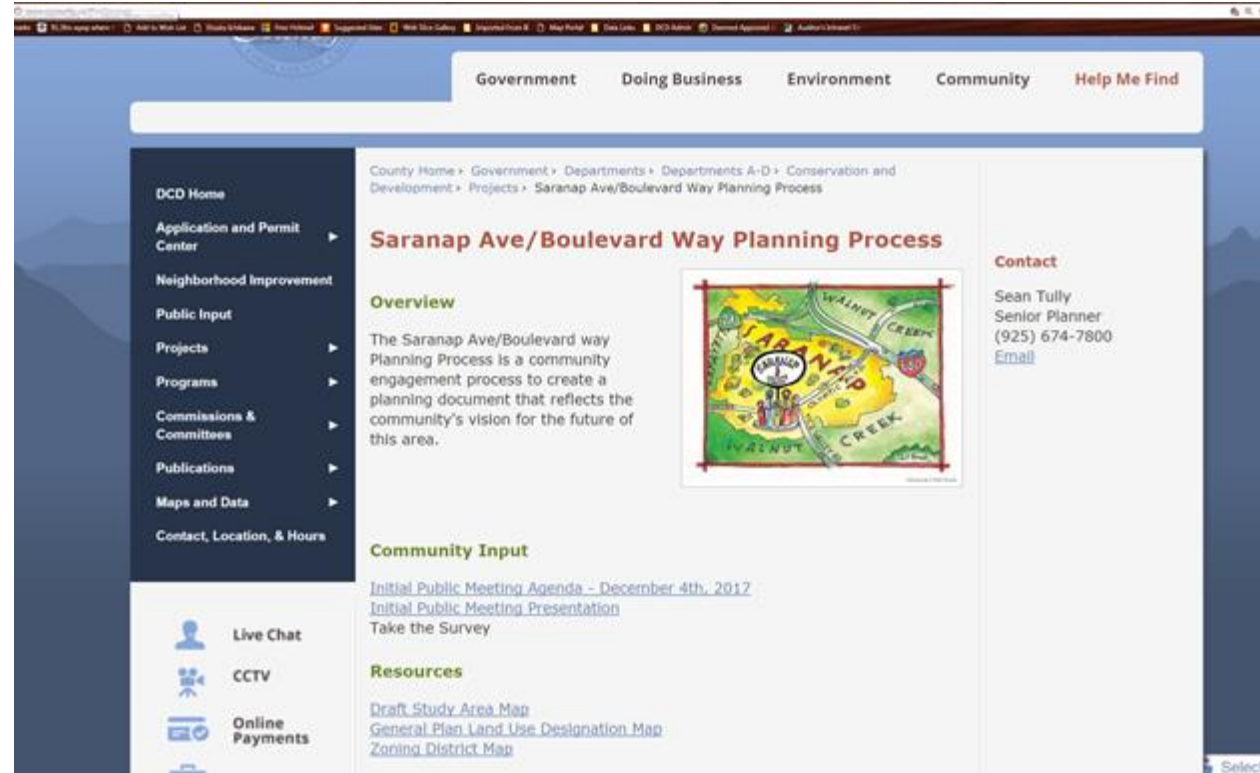 Government
Doing Business
Environment
Community
Help Me Find
DCD Home
Application and Permit
Center
Neighborhood Improvement
Public Input
Projects
Programs
Commissions &
Committees
Publications
Maps and Data
Contact, Location, & Hours
Live Chat
CCTV
Online
Payments
County Home › Government › Departments › Departments A-D › Conservation and
Development › Projects › Saranap Ave/Boulevard Way Planning Process
Saranap Ave/Boulevard Way Planning Process
Overview
The Saranap Ave/Boulevard way
Planning Process is a community
engagement process to create a
planning document that reflects the
community's vision for the future of
this area.
WALNUT CREEK
SARANAP
SARANAP
WALNUT CREEK
Community Input
Initial Public Meeting Agenda - December 4th, 2017
Initial Public Meeting Presentation
Take the Survey
Resources
Draft Study Area Map
General Plan Land Use Designation Map
Zoning District Map
Contact
Sean Tully
Senior Planner
(925) 674-7800
Email
Select